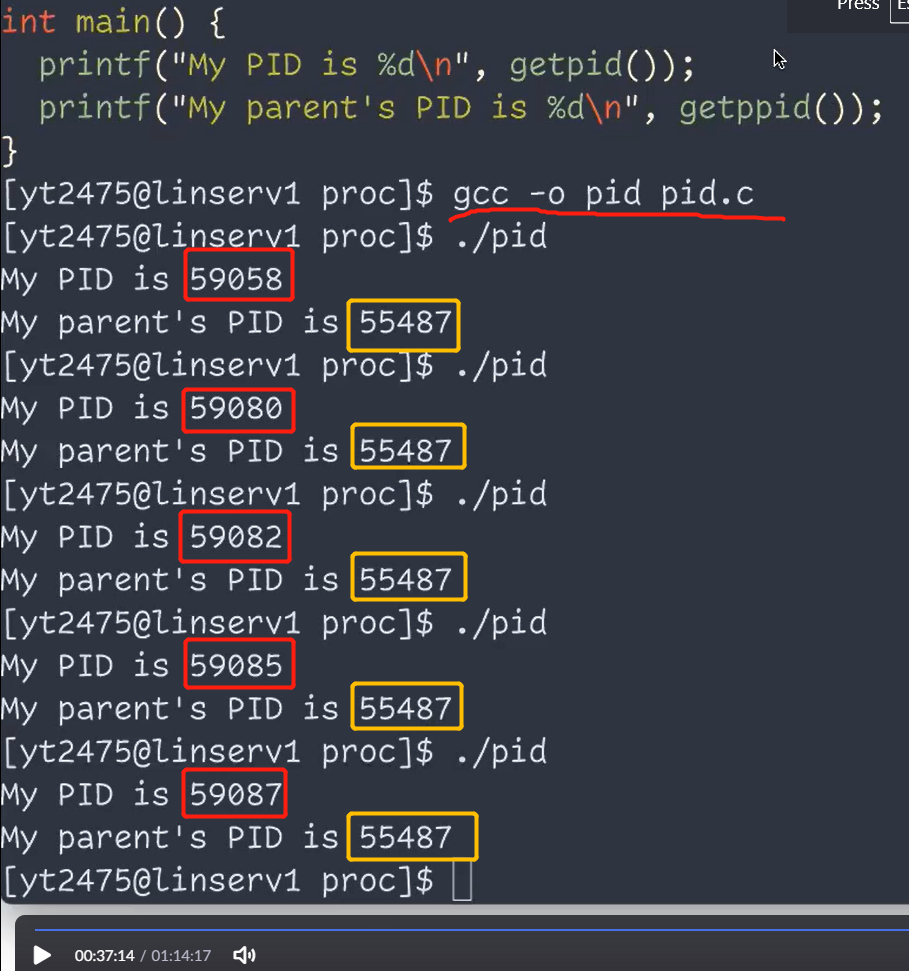 Press
int main() {
printf("My PID is %d\n", getpid());
printf("My parent's PID is %d\n", getppid());
}
[yt2475@linserv1 proc]$ gcc -o pid pid.c
[yt2475@linserv1 proc]$ ./pid
My PID is 59058
My parent's PID is 55487
[yt2475@linserv1 proc]$ ./pid
My PID is 59080
My parent's PID is 55487
[yt2475@linserv1 proc]$ ./pid
My PID is 59082
My parent's PID is 55487
[yt2475@linserv1 proc]$ ./pid
My PID is 59085
My parent's PID is 55487
[yt2475@linserv1 proc]$ ./pid
My PID is 59087
My parent's PID is 55487
[yt2475@linserv1 proc]$
00:37:14 / 01:14:17